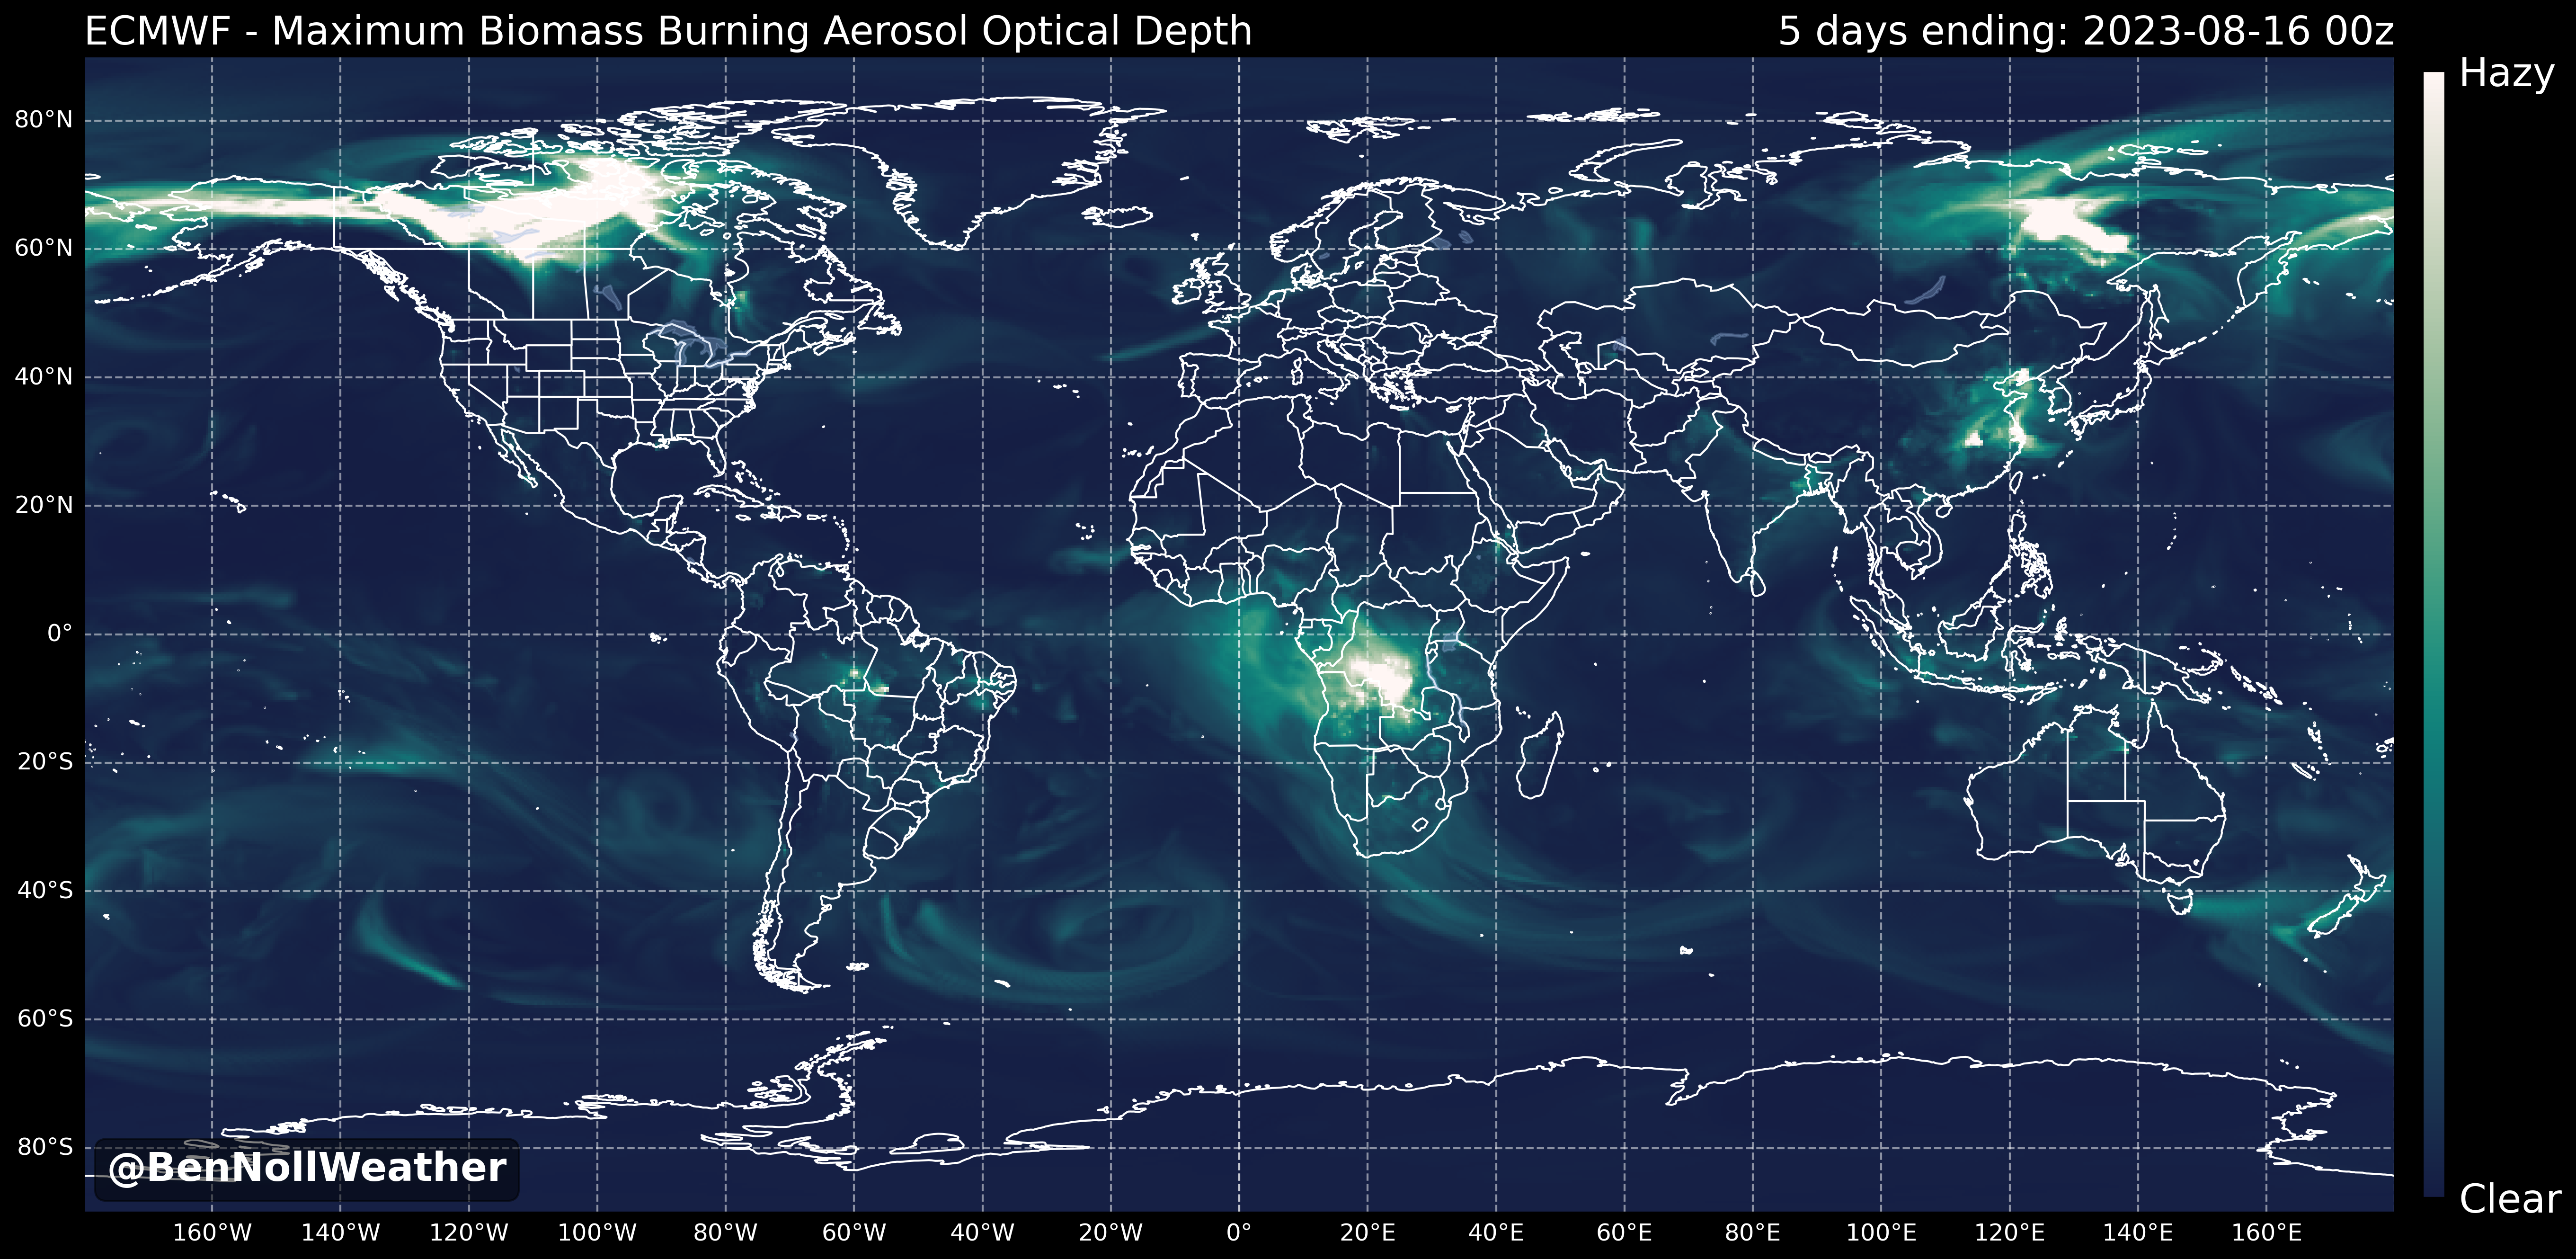 ECMWF - Maximum Biomass Burning Aerosol Optical Depth
5 days ending: 2023-08-16 00z
Hazy
80°N
60°N
40°N
20°N
0°
20°S
40°S
60°S
80°S
@BenNollWeather
Clear
160°W 140°W 120°W 100°W 80°W 60°W 40°W 20°W 0° 20°E 40°E 60°E 80°E 100°E 120°E 140°E 160°E